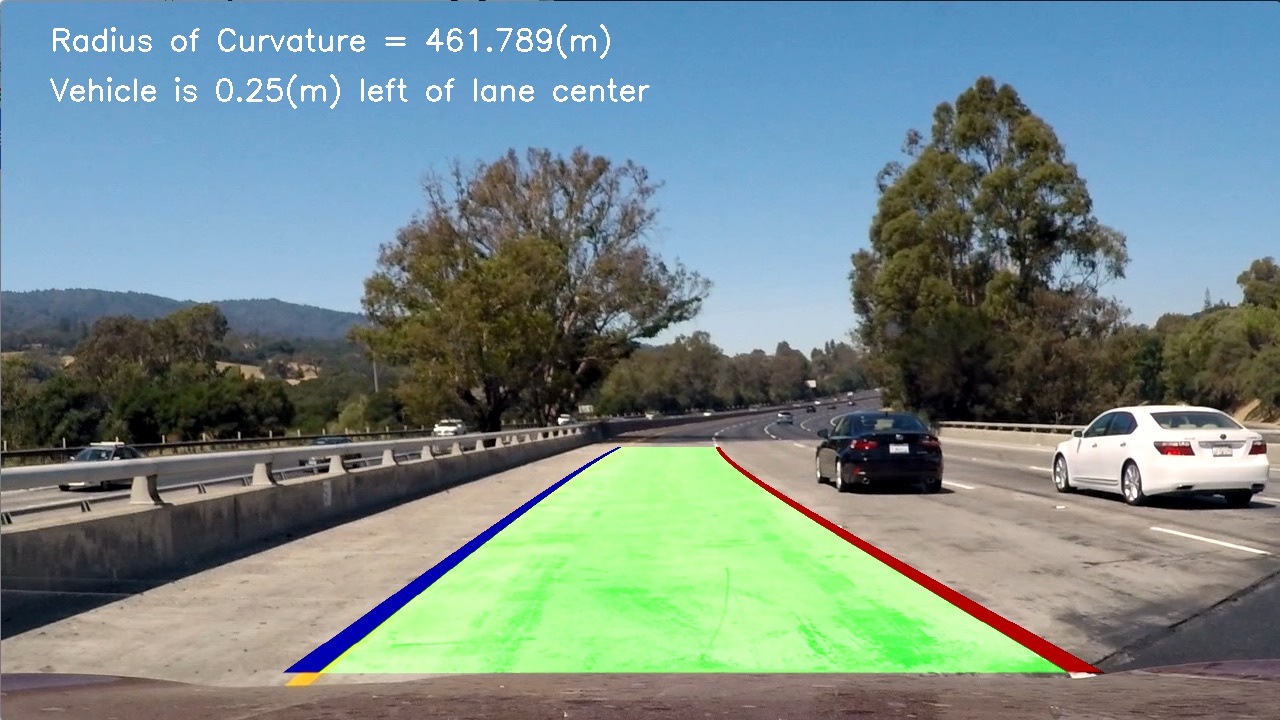 Radius of Curvature = 461.789(m)
Vehicle is 0.25(m) left of lane center